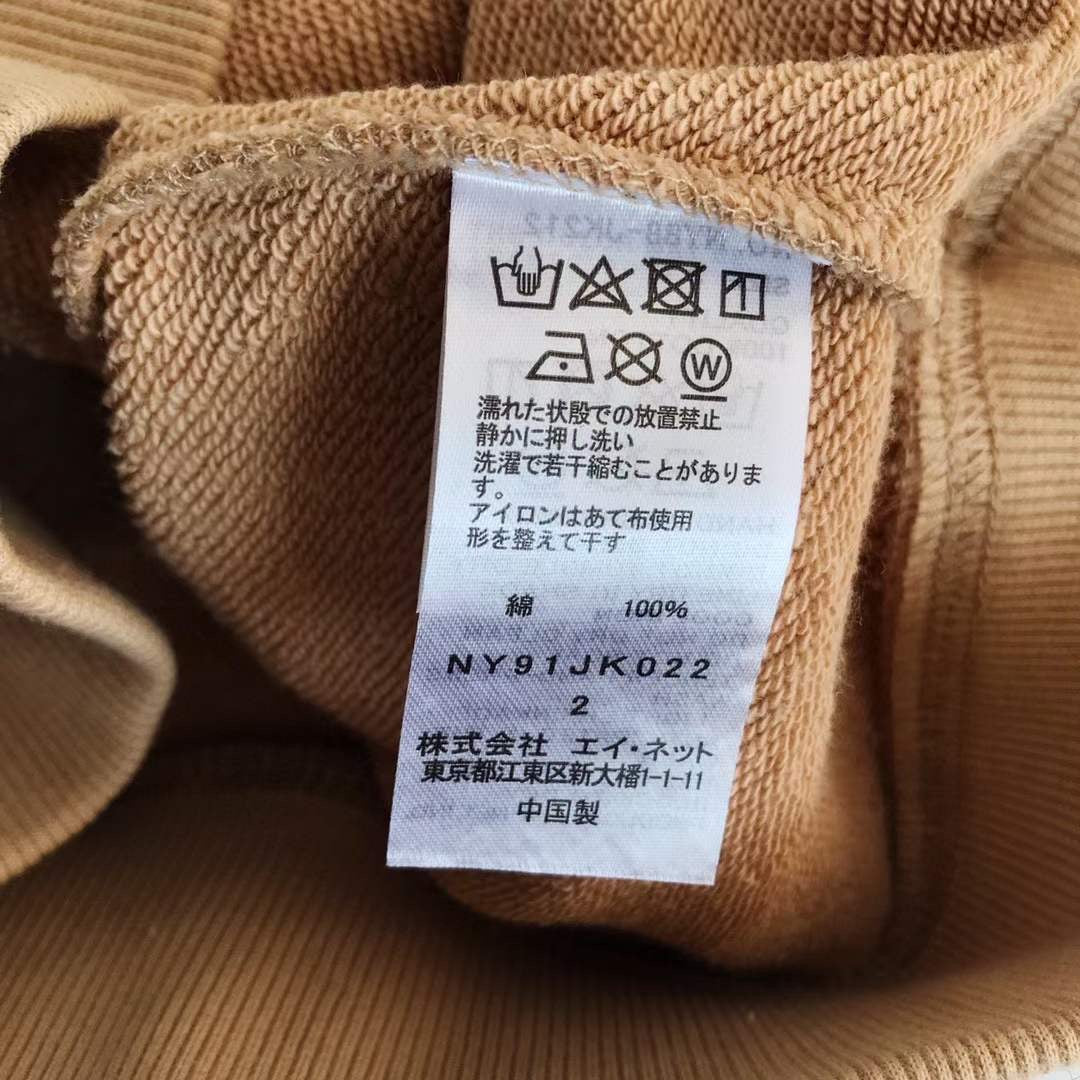 W
濡れた状殷での放置禁止
静かに押し洗い
洗濯で若干縮むことがありま
す。
アイロンはあて布使用
形を整えて干す
綿 100%
NY91JK022
2
株式会社 エイ・ネット
東京都江東区新大橋1-1-11
中国製